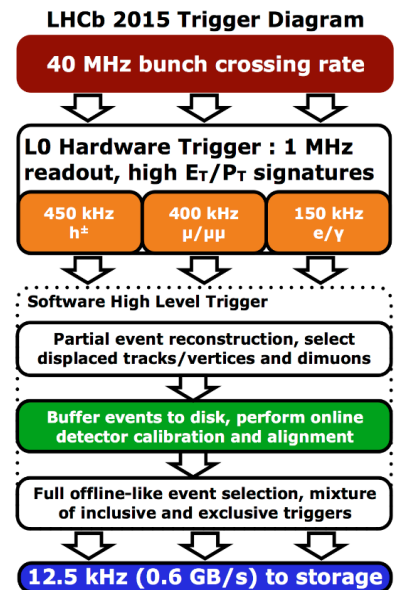 LHCb 2015 Trigger Diagram
40 MHz bunch crossing rate
L0 Hardware Trigger : 1 MHz
readout, high Eᴛ/Pᴛ signatures
450 kHz
h±
400 kHz
µ/µµ
150 kHz
e/γ
Software High Level Trigger
Partial event reconstruction, select
displaced tracks/vertices and dimuons
Buffer events to disk, perform online
detector calibration and alignment
Full offline-like event selection, mixture
of inclusive and exclusive triggers
12.5 kHz (0.6 GB/s) to storage